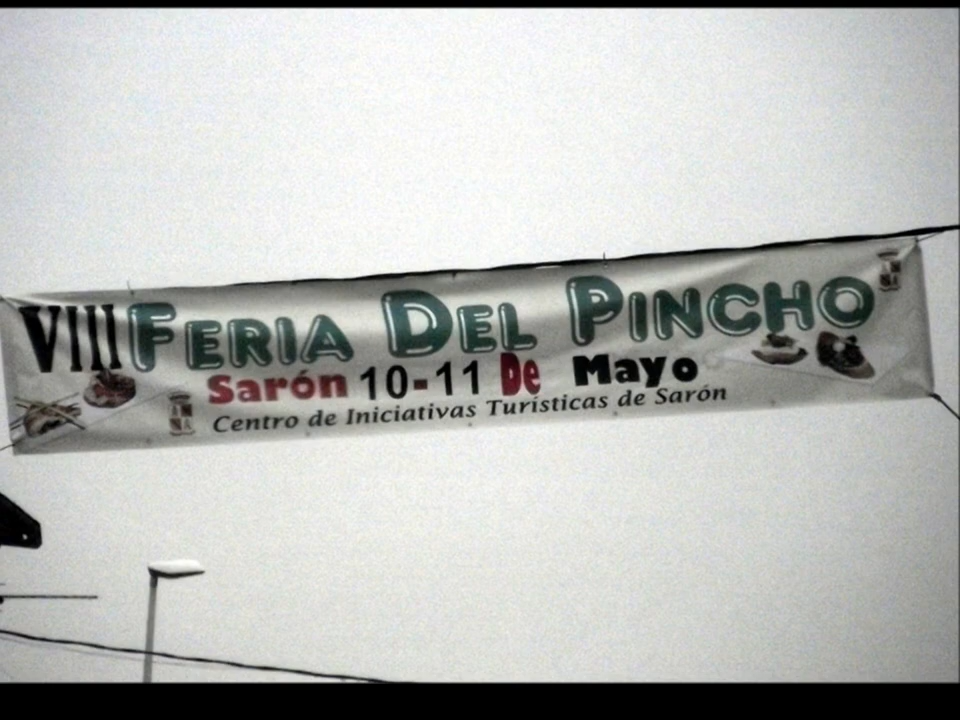 VIII FERIA DEL PINCHO
Sarón 10-11 De Mayo
Centro de Iniciativas Turísticas de Sarón